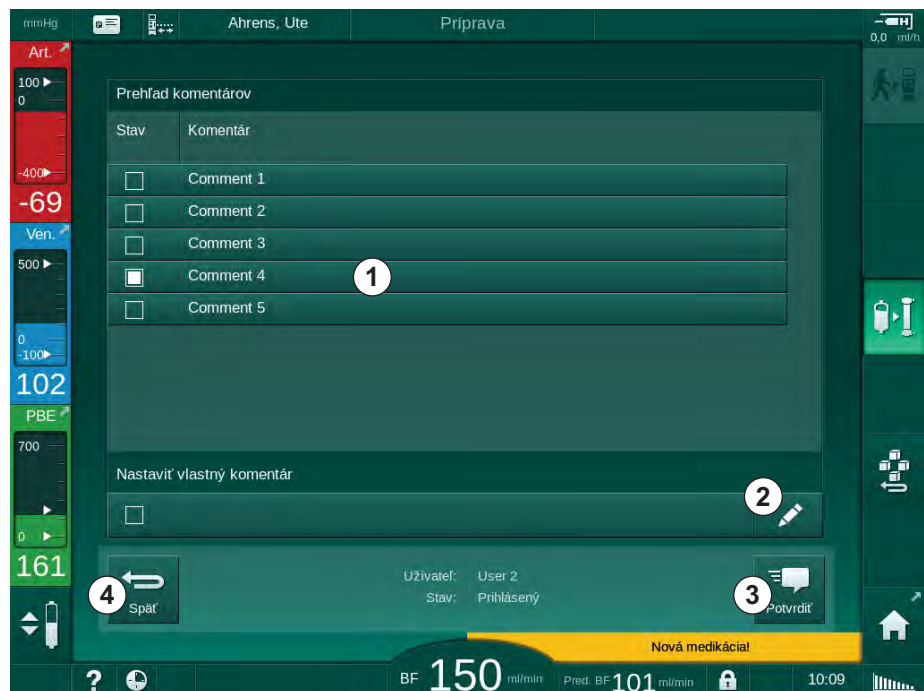 mmHg Ahrens, Ute Príprava
0,0 ml/h
Art.
100
0
-400
-69
Ven.
500
0
-100
102
PBE
700
0
161
Prehľad komentárov
Stav Komentár
Comment 1
Comment 2
Comment 3
Comment 4 1
Comment 5
Nastaviť vlastný komentár
2
4 Späť
Užívateľ: User 2
Stav: Prihlásený
3 Potvrdiť
Nová medikácia!
? BF 150 ml/min Pred. BF 101 ml/min 10:09